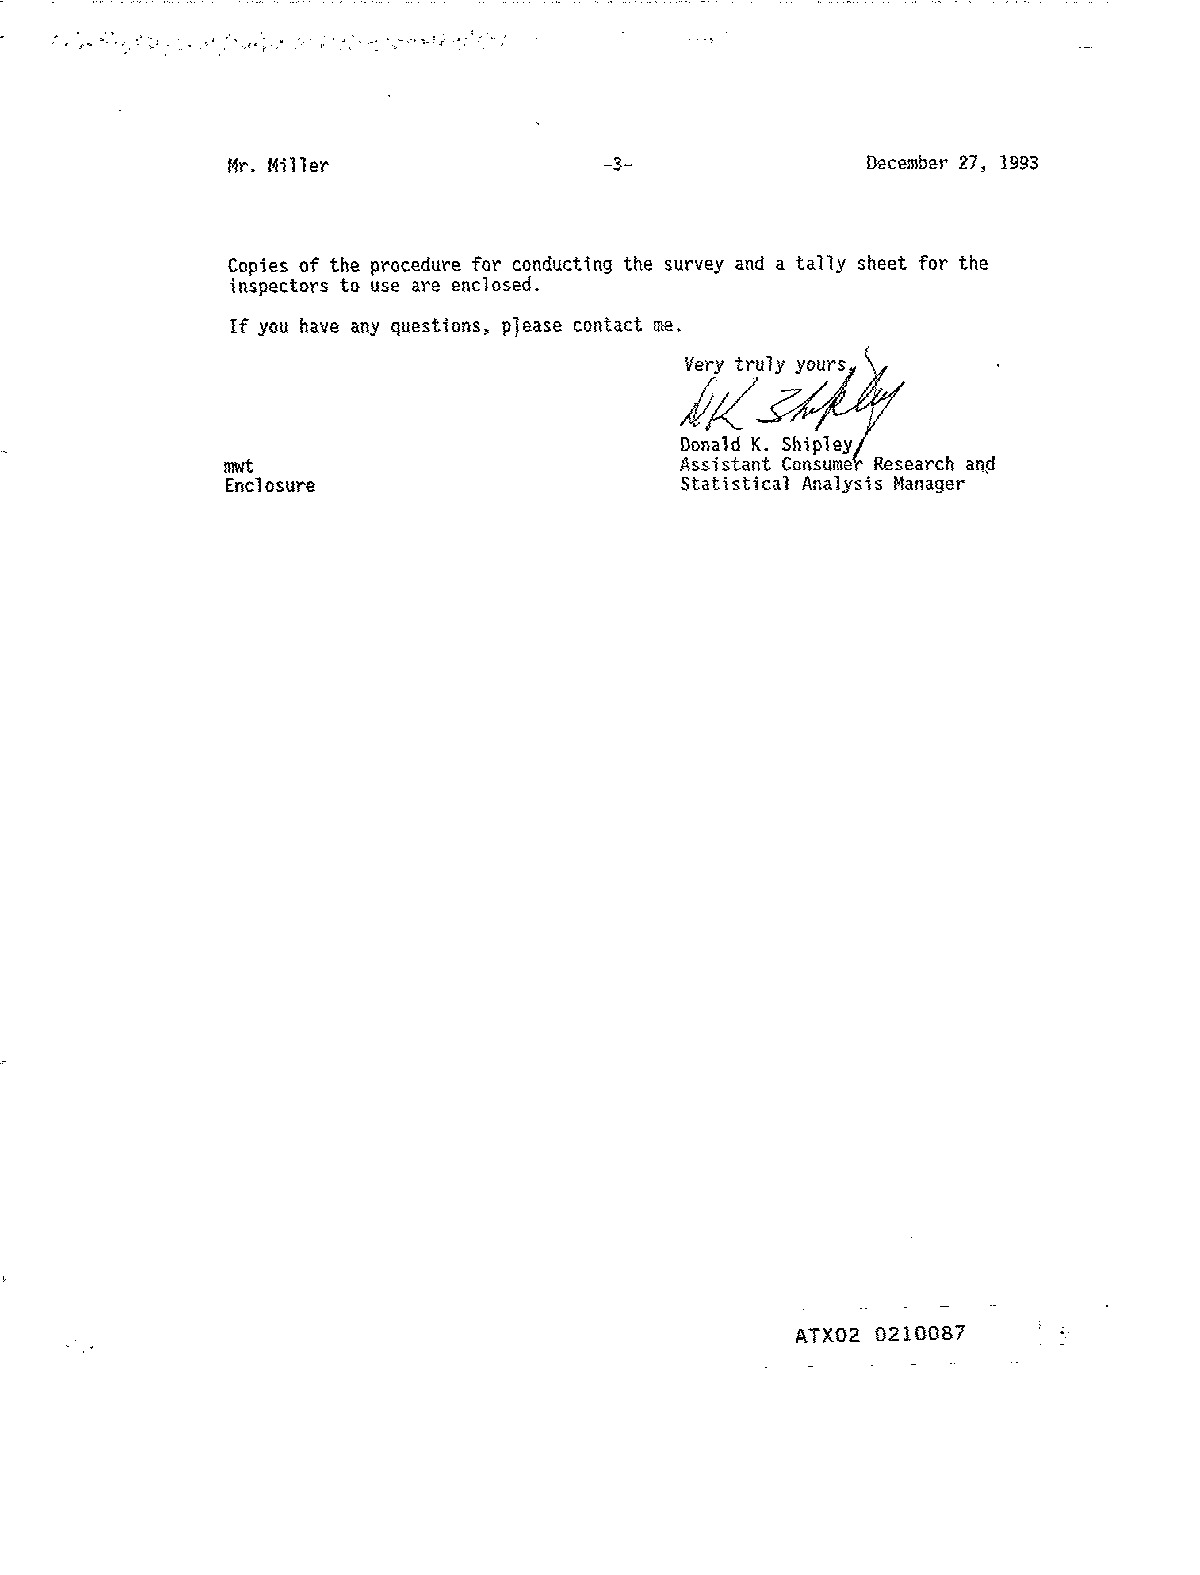 Mr. Miller -3- December 27, 1993
Copies of the procedure for conducting the survey and a tally sheet for the
inspectors to use are enclosed.
If you have any questions, please contact me.
Very truly yours,
DK Shipley
Donald K. Shipley
Assistant Consumer Research and
Statistical Analysis Manager
mwt
Enclosure
ATX02 0210087